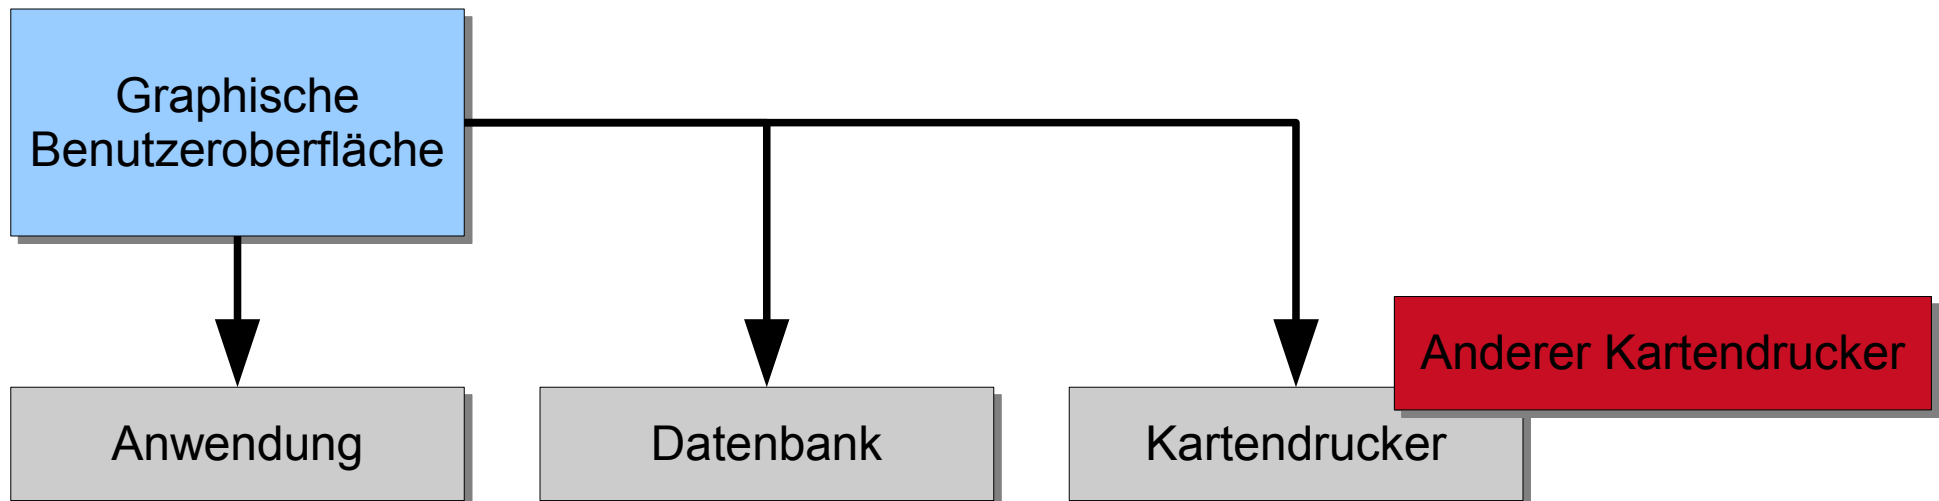 Graphische
Benutzeroberfläche
Anderer Kartendrucker
Anwendung
Datenbank
Kartendrucker